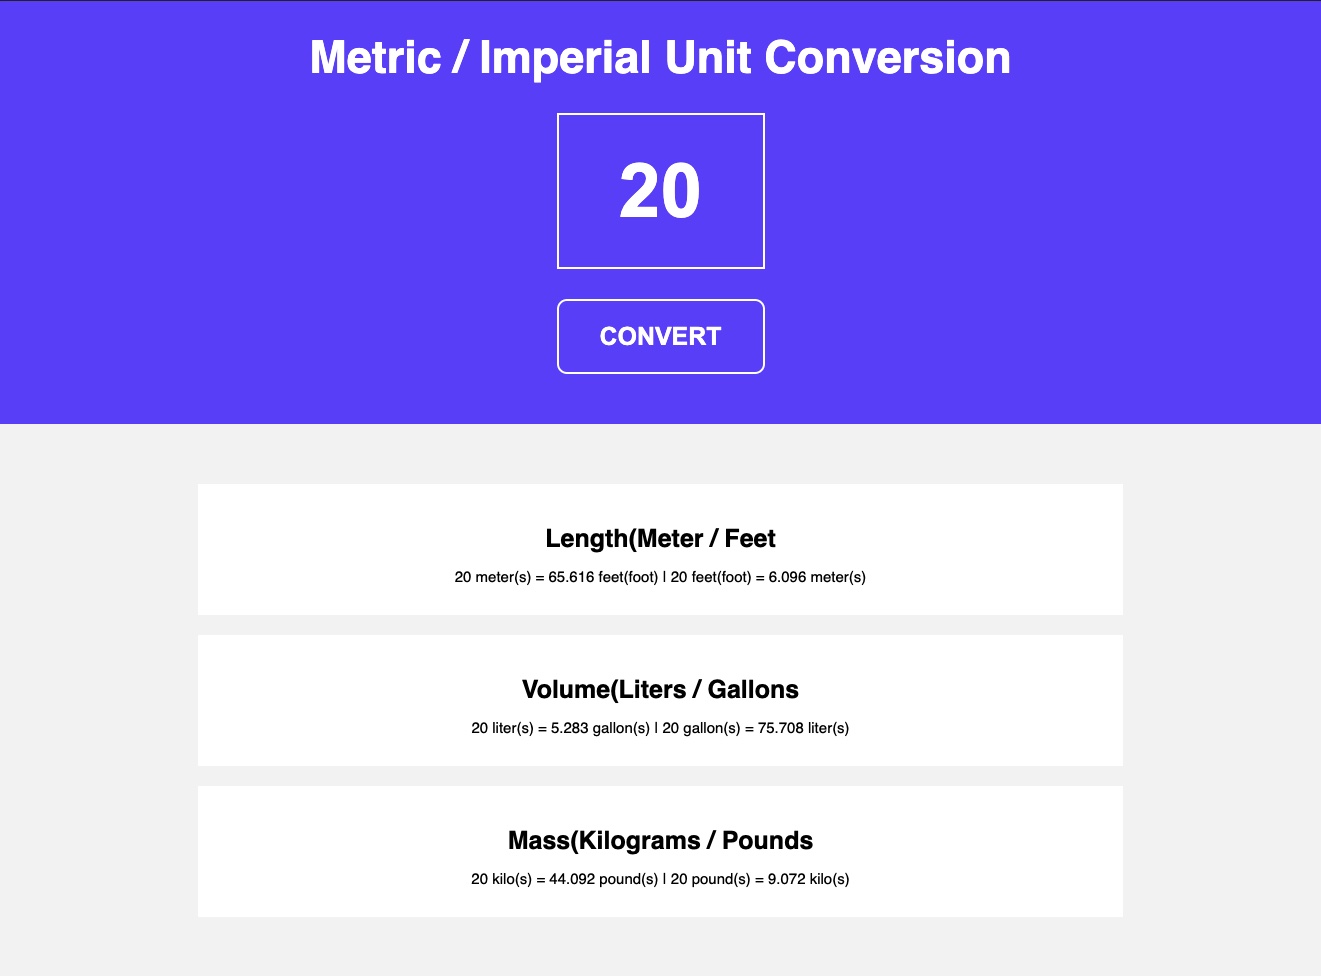 Metric / Imperial Unit Conversion
20
CONVERT
Length(Meter / Feet
20 meter(s) = 65.616 feet(foot) | 20 feet(foot) = 6.096 meter(s)
Volume(Liters / Gallons
20 liter(s) = 5.283 gallon(s) | 20 gallon(s) = 75.708 liter(s)
Mass(Kilograms / Pounds
20 kilo(s) = 44.092 pound(s) | 20 pound(s) = 9.072 kilo(s)